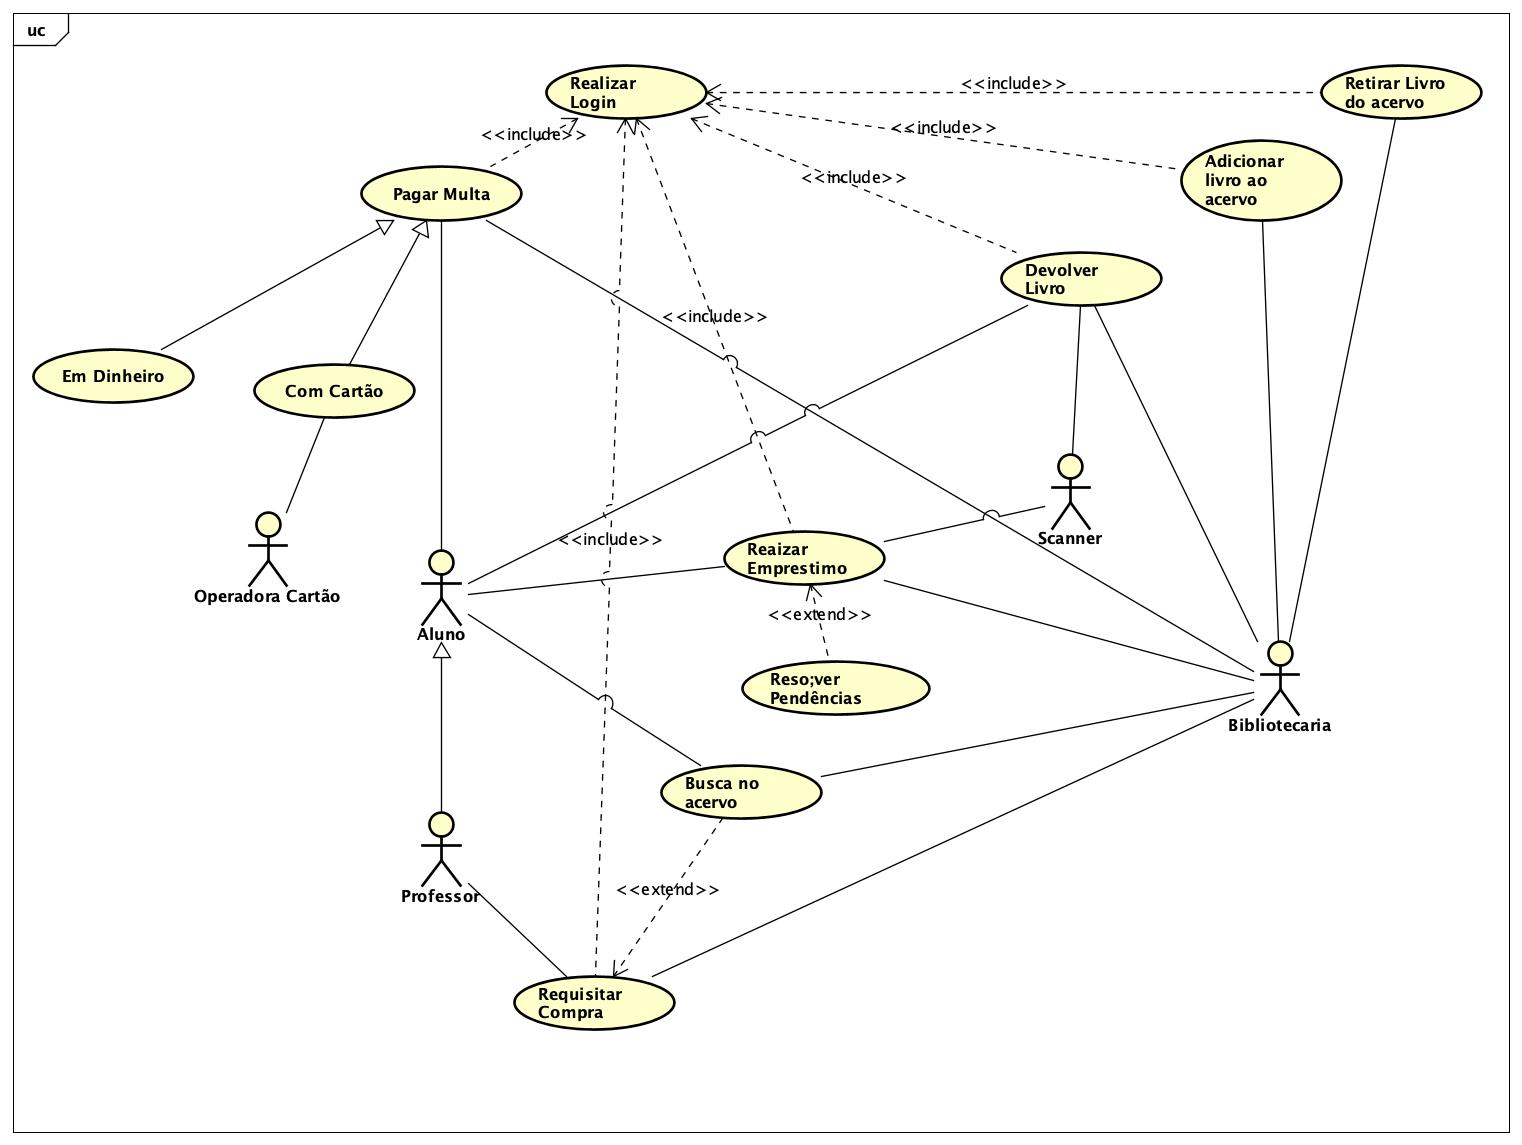 uc
Realizar
Login
<<include>>
Retirar Livro
do acervo
<<include>>
<<include>>
Adicionar
livro ao
acervo
<<include>>
Pagar Multa
Devolver
Livro
<<include>>
Em Dinheiro
Com Cartão
Scanner
<<include>>
Reaizar
Emprestimo
Operadora Cartão
<<extend>>
Aluno
Reso;ver
Pendências
Bibliotecaria
Busca no
acervo
<<extend>>
Professor
Requisitar
Compra